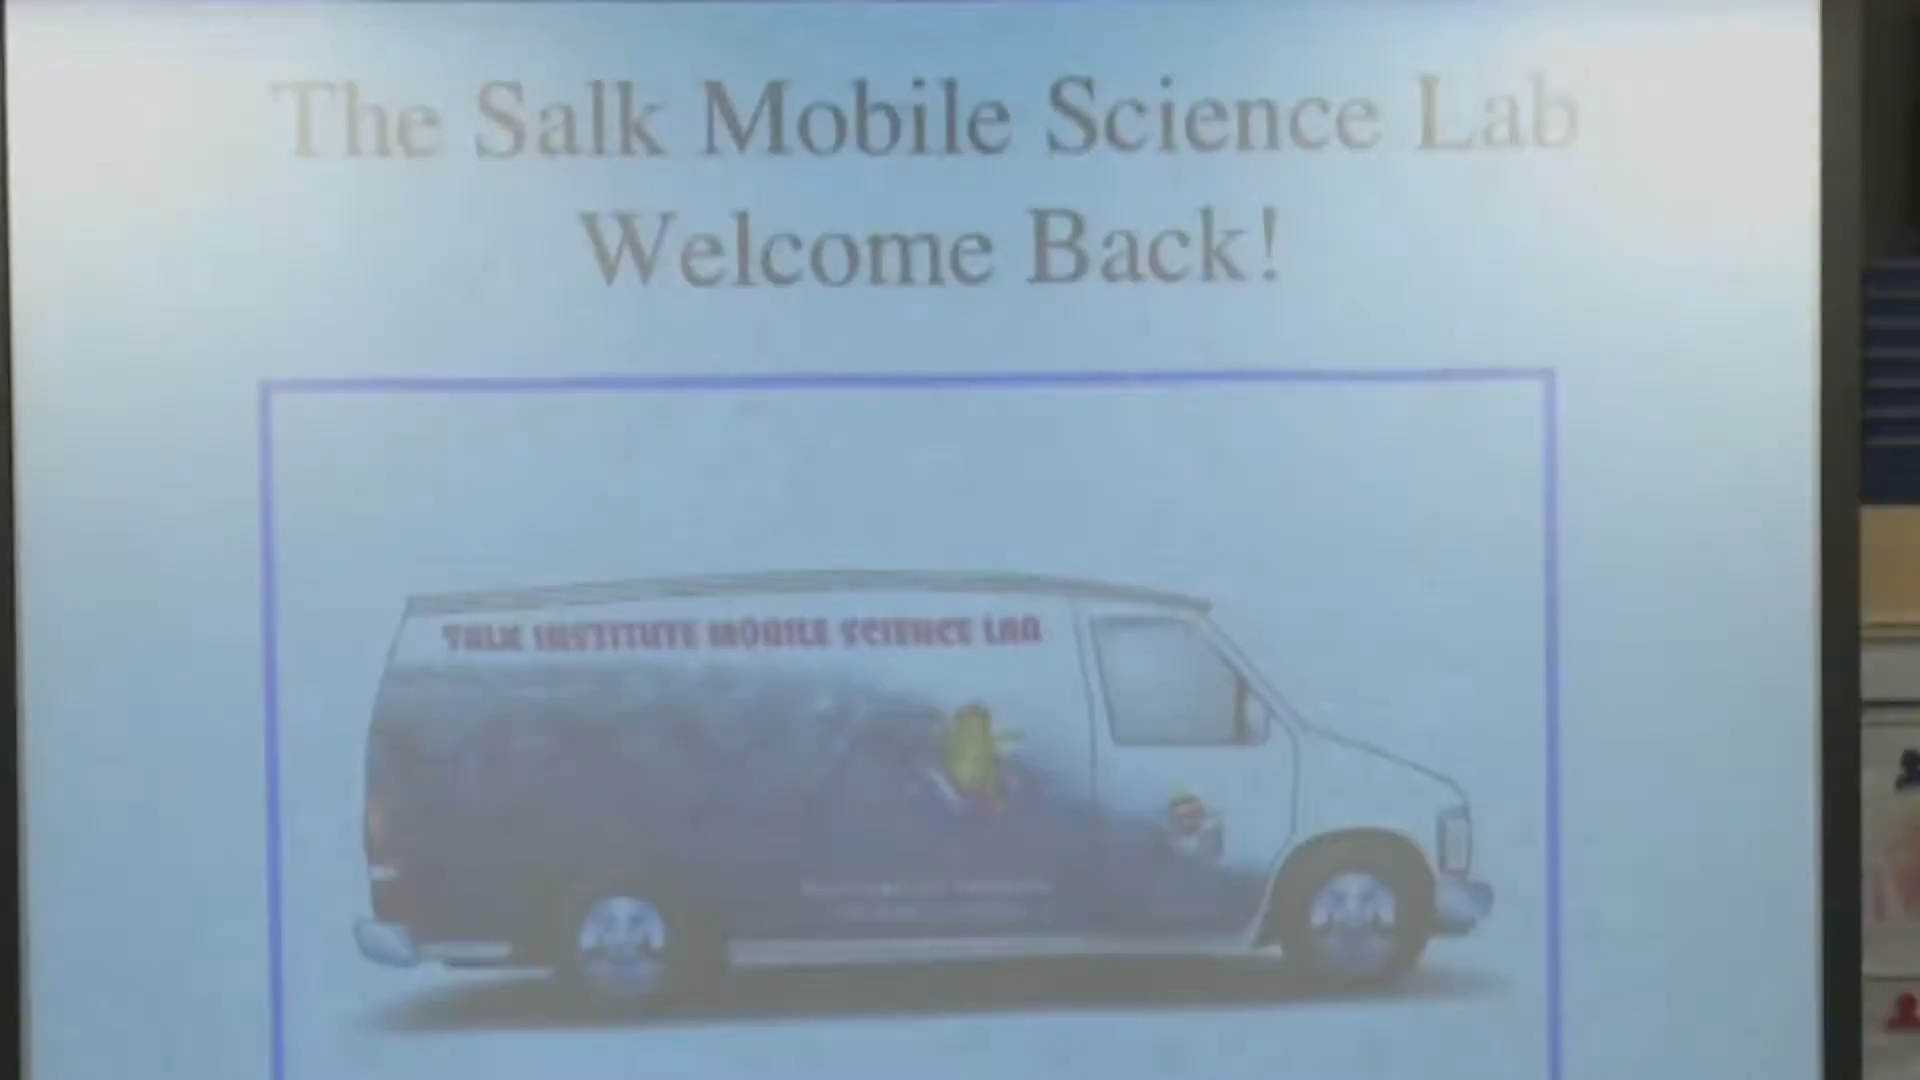 The Salk Mobile Science Lab
Welcome Back!
SALK INSTITUTE MOBILE SCIENCE LAB